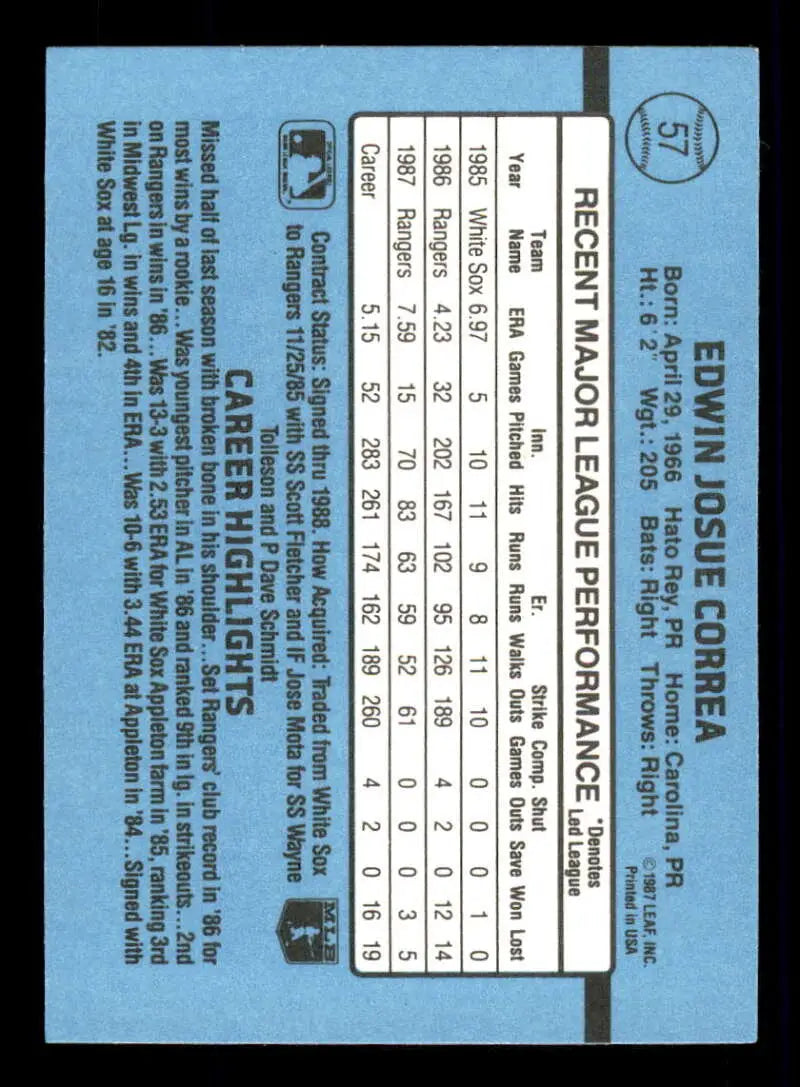 57
EDWIN JOSUE CORREA
Born: April 29, 1966 Hato Rey, PR Home: Carolina, PR
Ht.: 6' 2" Wgt.: 205 Bats: Right Throws: Right
©1987 LEAF, INC.
Printed in USA
RECENT MAJOR LEAGUE PERFORMANCE *Denotes
Led League
Team Inn. Er. Strike Comp. Shut
Year Name ERA Games Pitched Hits Runs Runs Walks Outs Games Outs Save Won Lost
1985 White Sox 6.97 5 10 11 9 8 11 10 0 0 0 1 0
1986 Rangers 4.23 32 202 167 102 95 126 189 4 2 0 12 14
1987 Rangers 7.59 15 70 83 63 59 52 61 0 0 0 3 5
Career 5.15 52 283 261 174 162 189 260 4 2 0 16 19
Contract Status: Signed thru 1988. How Acquired: Traded from White Sox
to Rangers 11/25/85 with SS Scott Fletcher and IF Jose Mota for SS Wayne
Tolleson and P Dave Schmidt
MLB
CAREER HIGHLIGHTS
Missed half of last season with broken bone in his shoulder...Set Rangers' club record in '86 for
most wins by a rookie...Was youngest pitcher in AL in '86 and ranked 9th in lg. in strikeouts...2nd
on Rangers in wins in '86...Was 13-3 with 2.53 ERA for White Sox Appleton farm in '85, ranking 3rd
in Midwest Lg. in wins and 4th in ERA...Was 10-6 with 3.44 ERA at Appleton in '84...Signed with
White Sox at age 16 in '82.